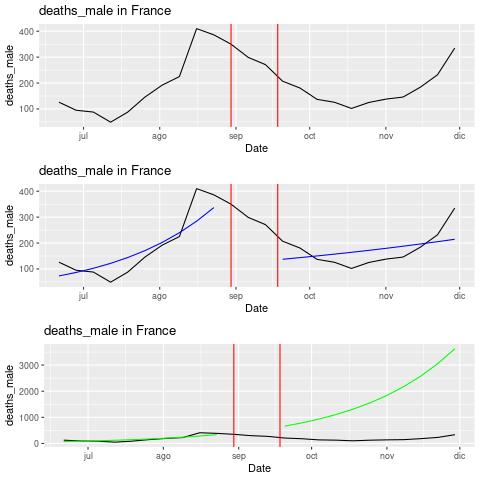 deaths_male in France
400
300
200
100
deaths_male
jul
ago
sep
oct
nov
dic
Date
deaths_male in France
400
300
200
100
deaths_male
jul
ago
sep
oct
nov
dic
Date
deaths_male in France
3000
2000
1000
0
deaths_male
jul
ago
sep
oct
nov
dic
Date